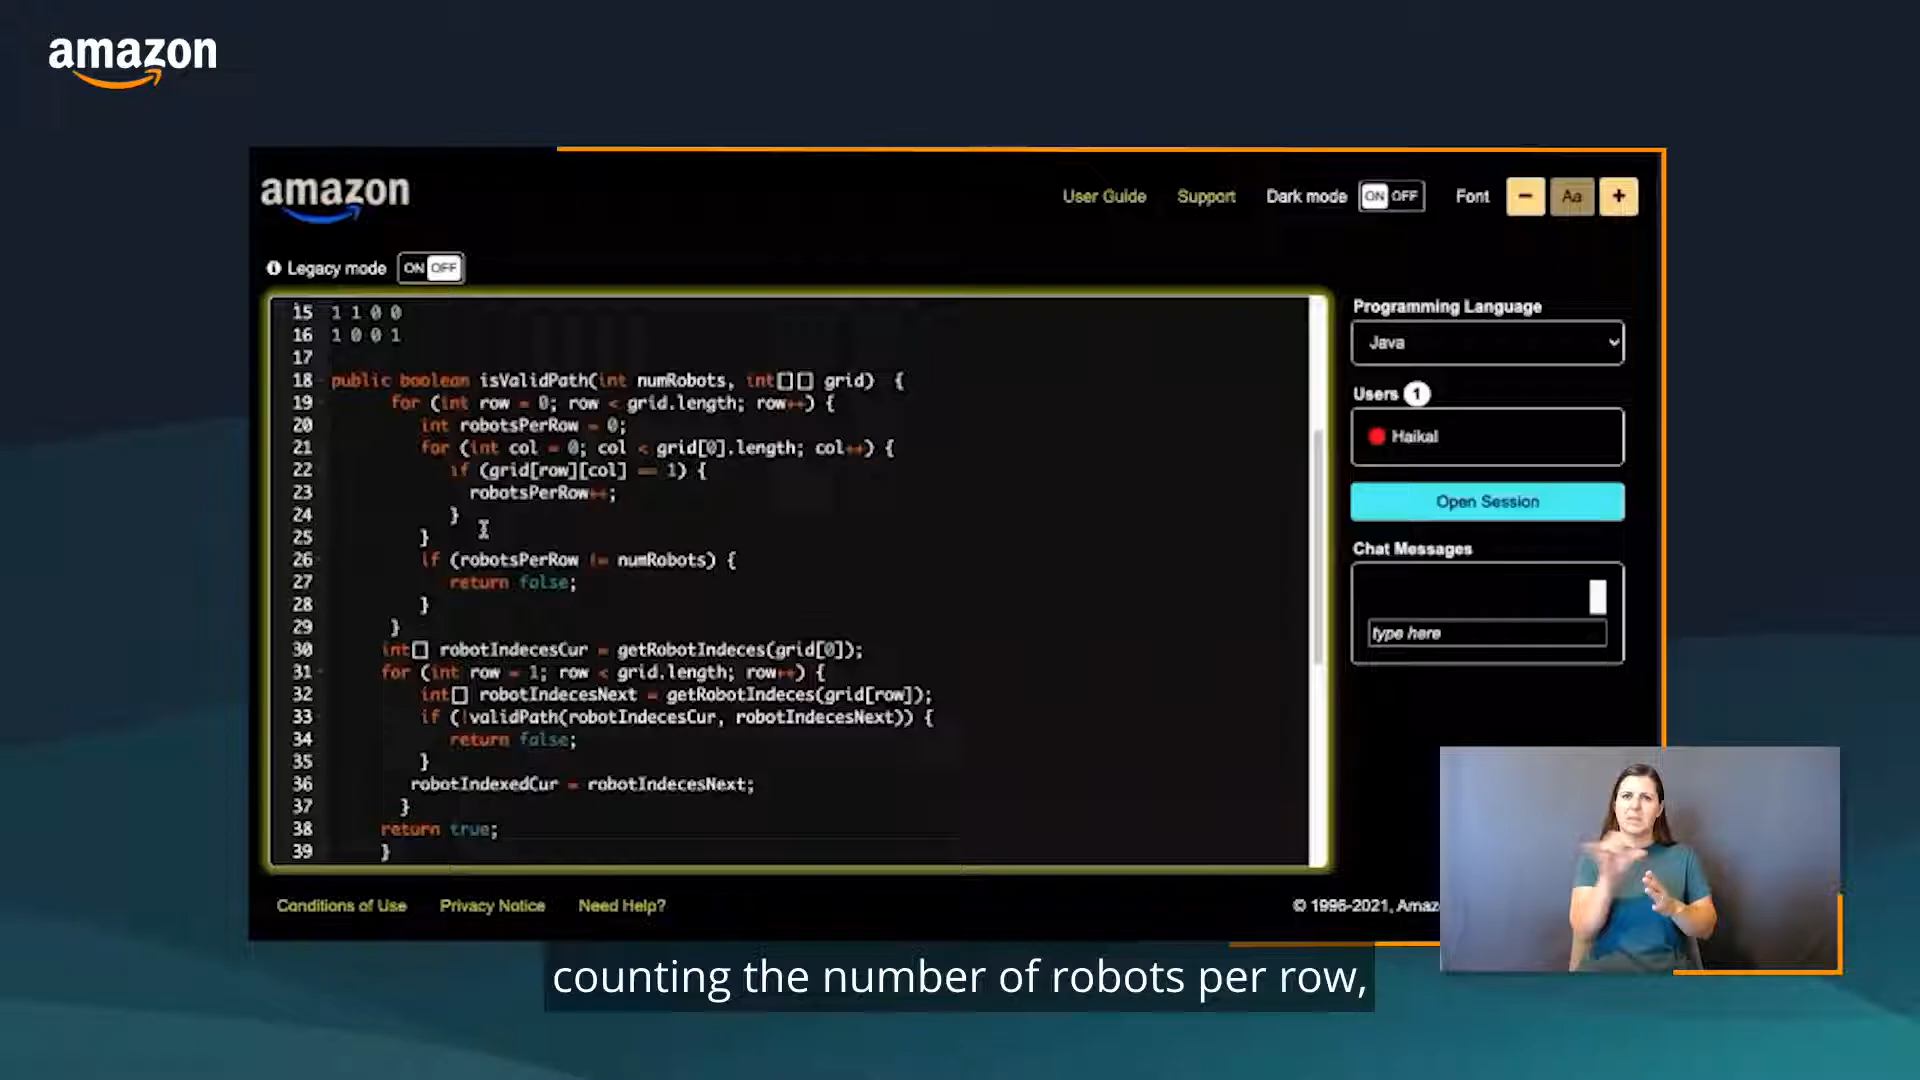 amazon
amazon
User Guide Support Dark mode ON OFF Font - Aa +
Legacy mode ON OFF
15 1 1 0 0
16 1 0 0 1
17
18 public boolean isValidPath(int numRobots, int[][] grid) {
19 for (int row = 0; row < grid.length; row++) {
20 int robotsPerRow = 0;
21 for (int col = 0; col < grid[0].length; col++) {
22 if (grid[row][col] == 1) {
23 robotsPerRow++;
24 }
25 }
26 if (robotsPerRow != numRobots) {
27 return false;
28 }
29 }
30 int[] robotIndecesCur = getRobotIndeces(grid[0]);
31 for (int row = 1; row < grid.length; row++) {
32 int[] robotIndecesNext = getRobotIndeces(grid[row]);
33 if (!validPath(robotIndecesCur, robotIndecesNext)) {
34 return false;
35 }
36 robotIndexedCur = robotIndecesNext;
37 }
38 return true;
39 }
Programming Language
Java
Users 1
Haikal
Open Session
Chat Messages
type here
Conditions of Use Privacy Notice Need Help? © 1996-2021, Amaz
counting the number of robots per row,